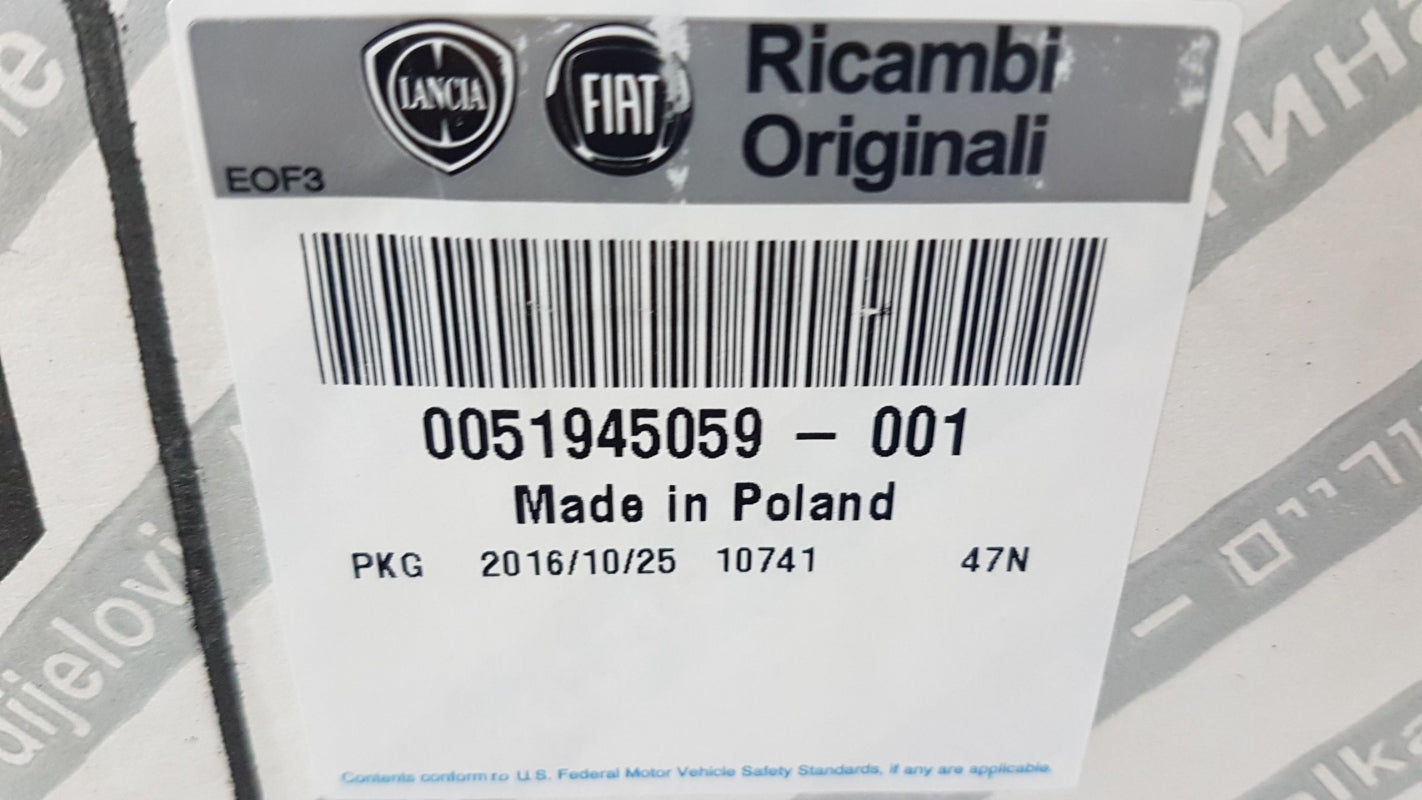 LANCIA FIAT Ricambi
Originali
EOF3
0051945059 – 001
Made in Poland
PKG 2016/10/25 10741 47N
Contents conform to U.S. Federal Motor Vehicle Safety Standards, if any are applicable.
dijelovi